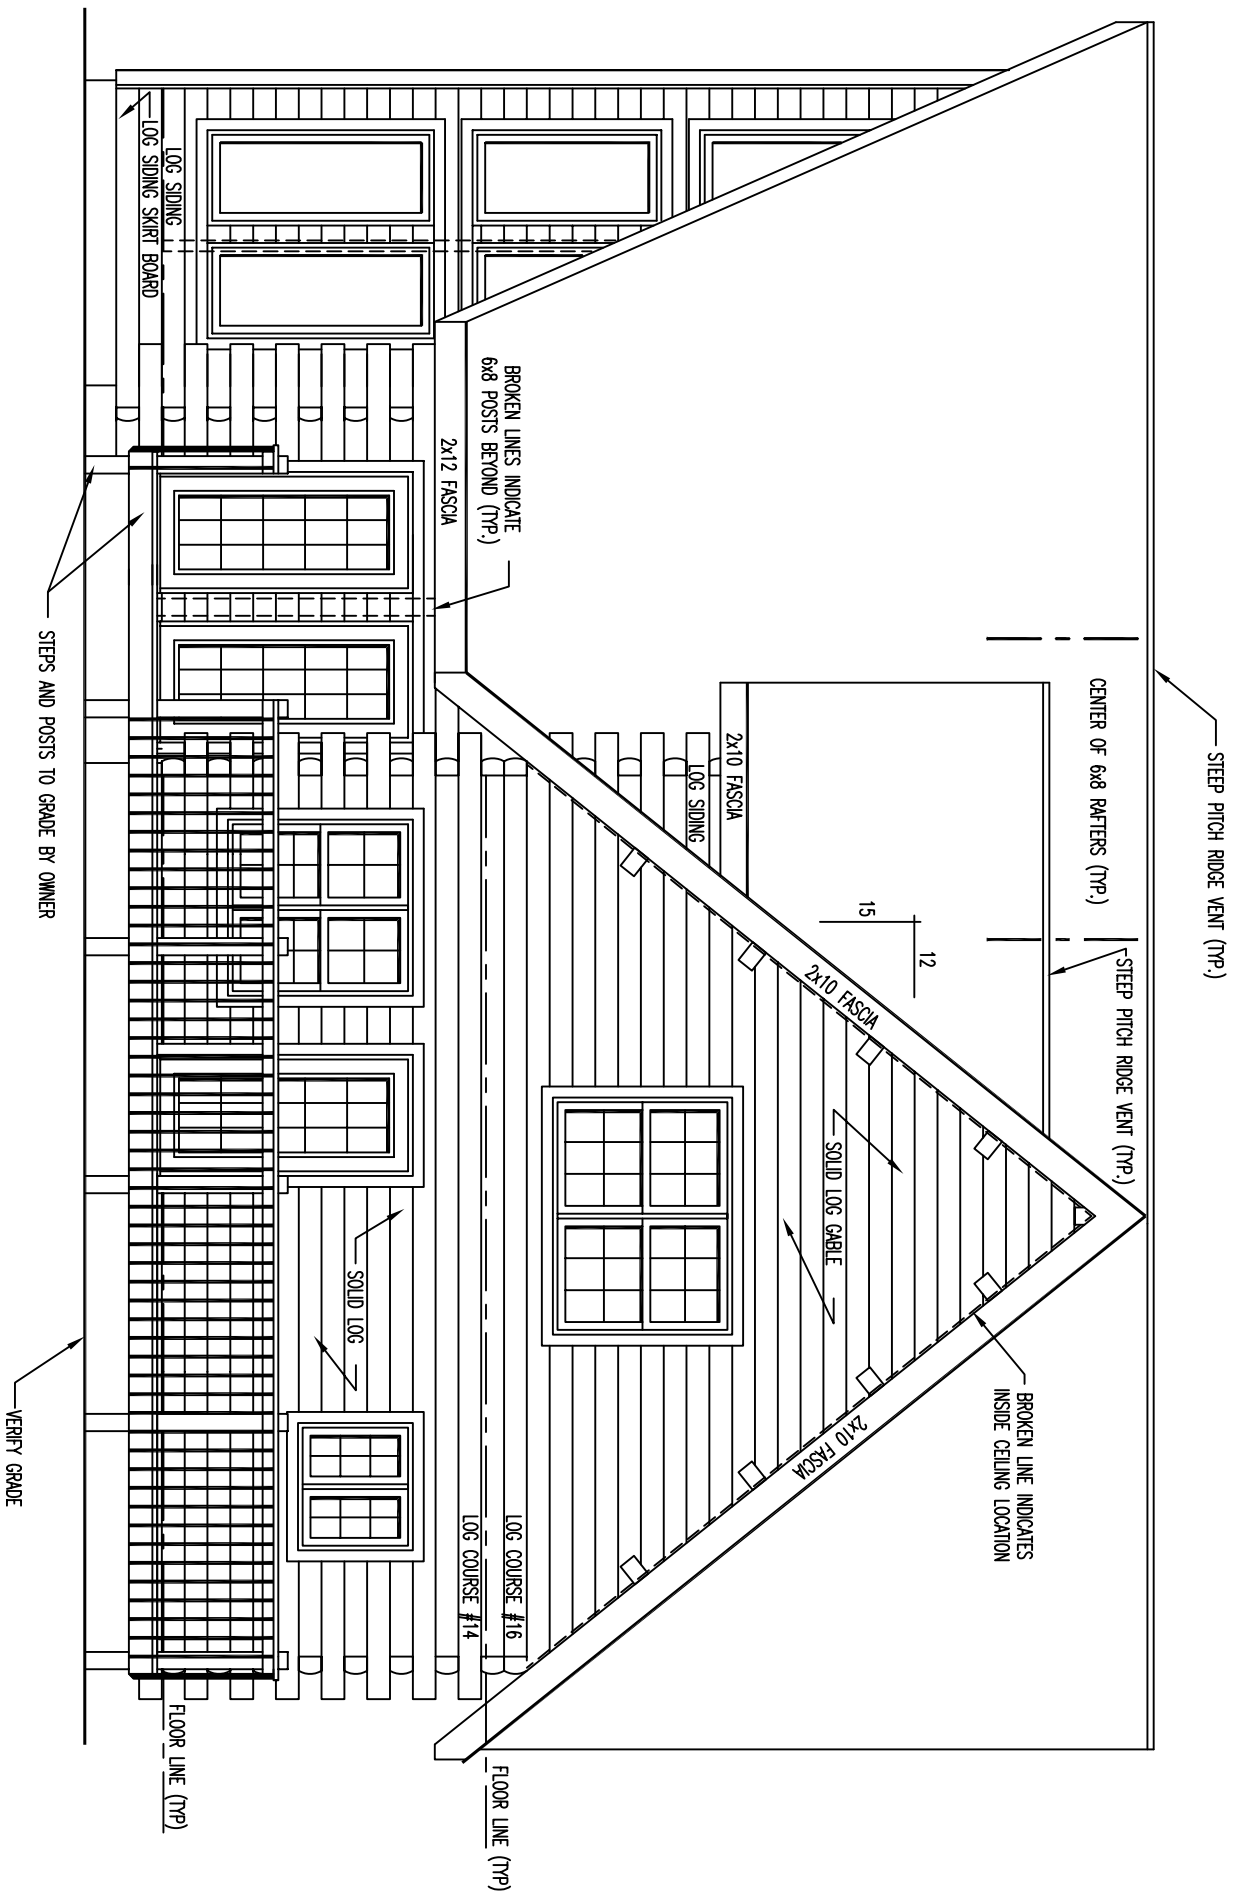 STEEP PITCH RIDGE VENT (TYP.)
STEEP PITCH RIDGE VENT (TYP.)
CENTER OF 6x8 RAFTERS (TYP.)
12
15
BROKEN LINE INDICATES
INSIDE CEILING LOCATION
2x10 FASCIA
2x10 FASCIA
SOLID LOG GABLE
2x10 FASCIA
LOG SIDING
BROKEN LINES INDICATE
6x8 POSTS BEYOND (TYP.)
2x12 FASCIA
LOG COURSE #16
FLOOR LINE (TYP)
LOG COURSE #14
SOLID LOG
LOG SIDING
LOG SIDING SKIRT BOARD
FLOOR LINE (TYP)
STEPS AND POSTS TO GRADE BY OWNER
VERIFY GRADE